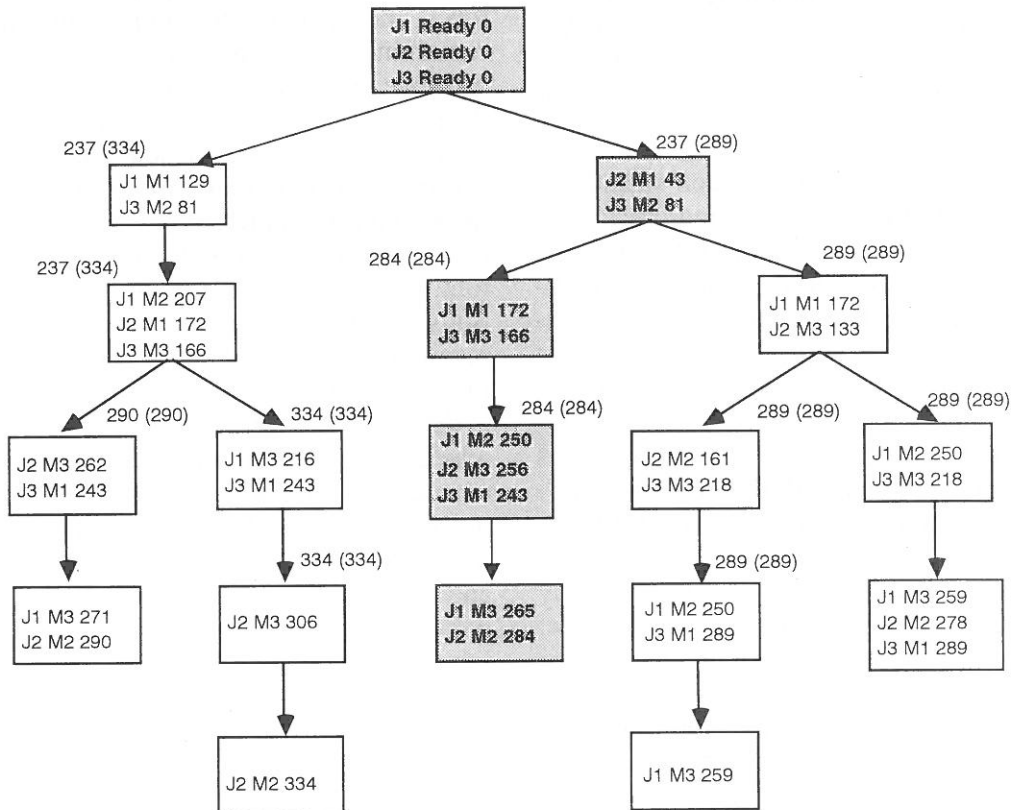 J1 Ready 0
J2 Ready 0
J3 Ready 0
237 (334)
237 (289)
J1 M1 129
J3 M2 81
J2 M1 43
J3 M2 81
237 (334)
284 (284)
289 (289)
J1 M2 207
J2 M1 172
J3 M3 166
J1 M1 172
J3 M3 166
J1 M1 172
J2 M3 133
290 (290)
334 (334)
284 (284)
289 (289)
289 (289)
J2 M3 262
J3 M1 243
J1 M3 216
J3 M1 243
J1 M2 250
J2 M3 256
J3 M1 243
J2 M2 161
J3 M3 218
J1 M2 250
J3 M3 218
334 (334)
289 (289)
J1 M3 271
J2 M2 290
J2 M3 306
J1 M3 265
J2 M2 284
J1 M2 250
J3 M1 289
J1 M3 259
J2 M2 278
J3 M1 289
J2 M2 334
J1 M3 259